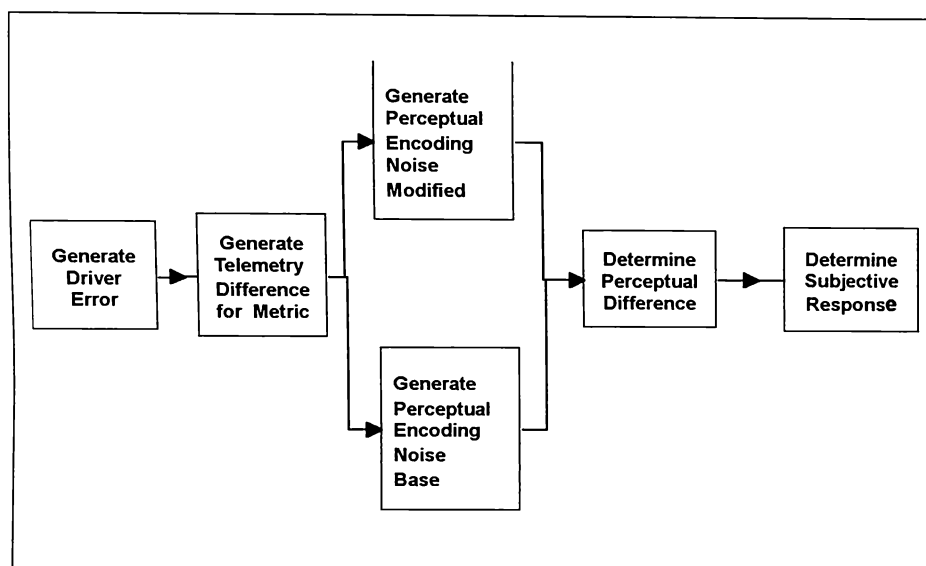 Generate
Driver
Error
Generate
Telemetry
Difference
for Metric
Generate
Perceptual
Encoding
Noise
Modified
Generate
Perceptual
Encoding
Noise
Base
Determine
Perceptual
Difference
Determine
Subjective
Response